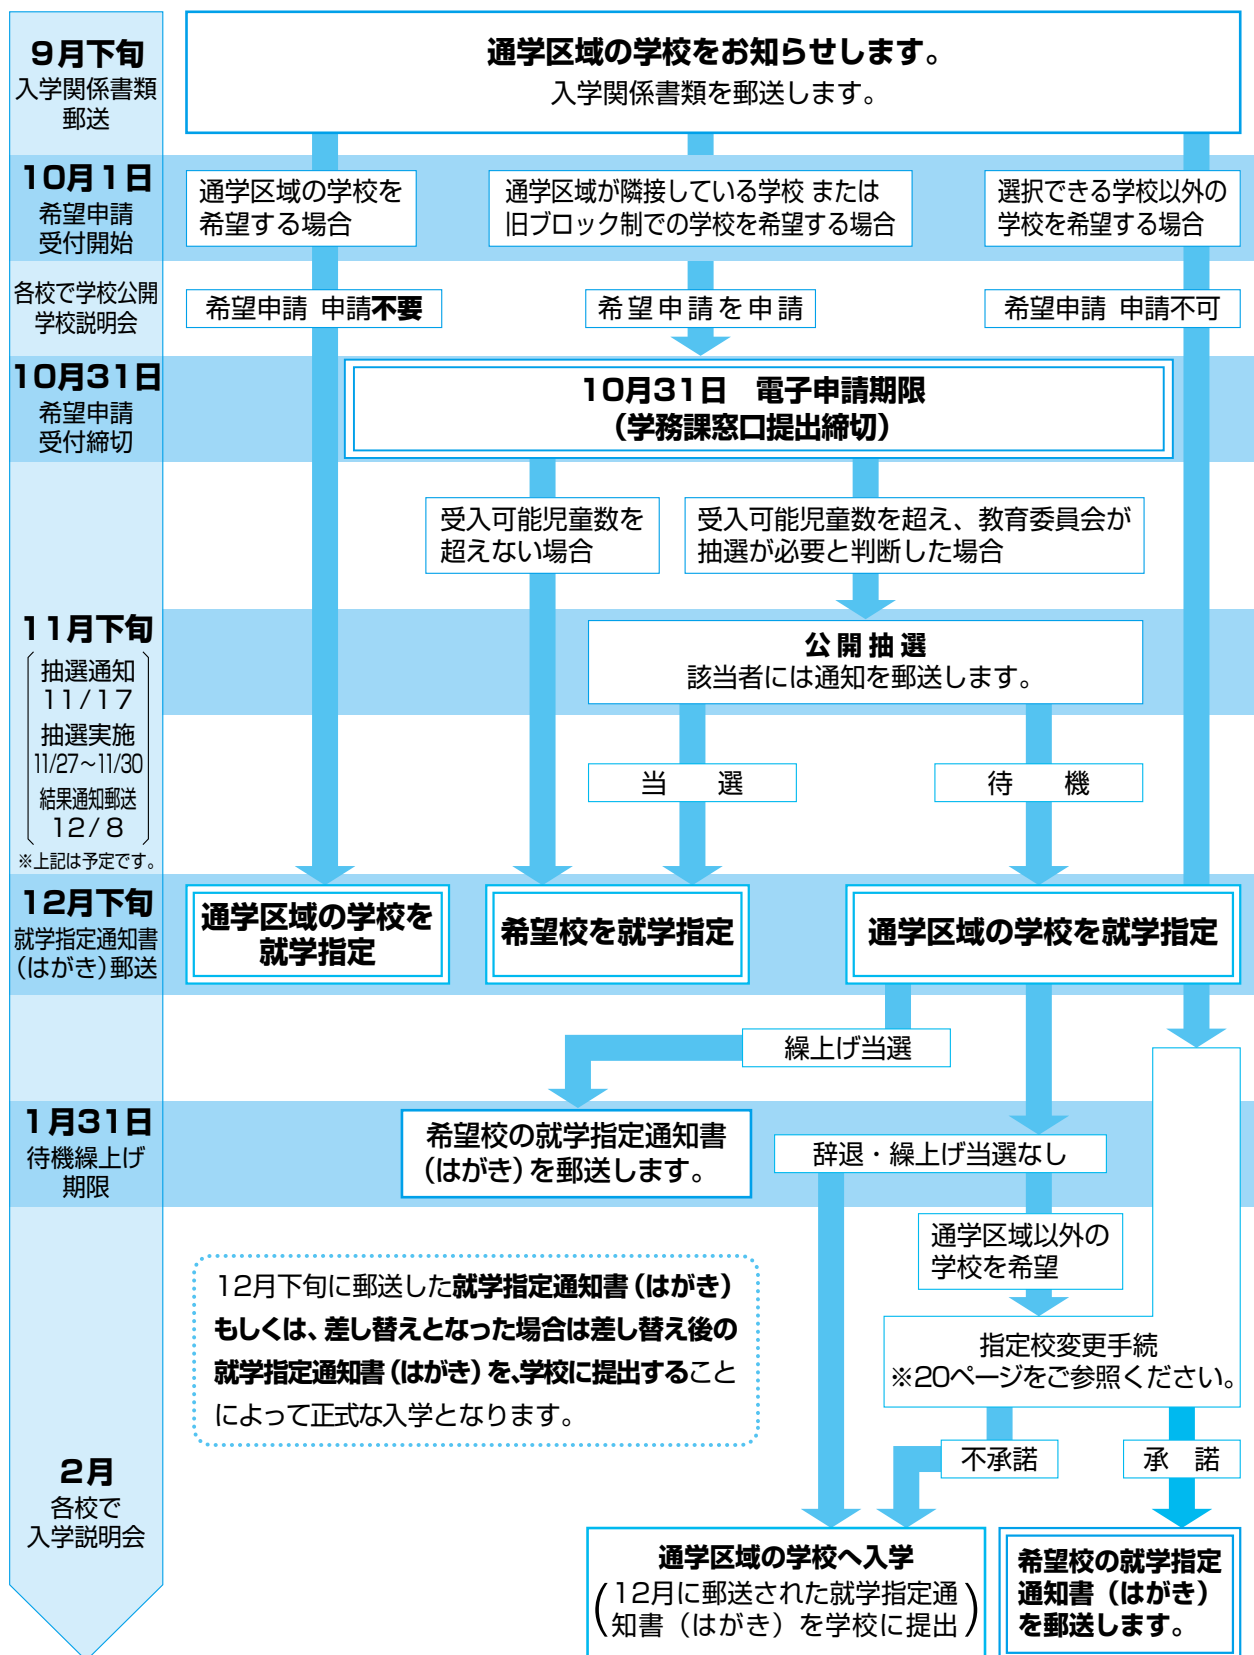 9月下旬
入学関係書類
郵送
通学区域の学校をお知らせします。
入学関係書類を郵送します。
10月1日
希望申請
受付開始
通学区域の学校を
希望する場合
通学区域が隣接している学校 または
旧ブロック制での学校を希望する場合
選択できる学校以外の
学校を希望する場合
各校で学校公開
学校説明会
希望申請 申請不要
希望申請を申請
希望申請 申請不可
10月31日
希望申請
受付締切
10月31日　電子申請期限
（学務課窓口提出締切）
受入可能児童数を
超えない場合
受入可能児童数を超え、教育委員会が
抽選が必要と判断した場合
11月下旬
抽選通知
11/17
抽選実施
11/27～11/30
結果通知郵送
12/8
※上記は予定です。
公開抽選
該当者には通知を郵送します。
当　選
待　機
12月下旬
就学指定通知書
（はがき）郵送
通学区域の学校を
就学指定
希望校を就学指定
通学区域の学校を就学指定
繰上げ当選
1月31日
待機繰上げ
期限
希望校の就学指定通知書
（はがき）を郵送します。
辞退・繰上げ当選なし
通学区域以外の
学校を希望
12月下旬に郵送した就学指定通知書（はがき）
もしくは、差し替えとなった場合は差し替え後の
就学指定通知書（はがき）を、学校に提出すること
によって正式な入学となります。
指定校変更手続
※20ページをご参照ください。
不承諾
承　諾
2月
各校で
入学説明会
通学区域の学校へ入学
（12月に郵送された就学指定通
知書（はがき）を学校に提出）
希望校の就学指定
通知書（はがき）
を郵送します。